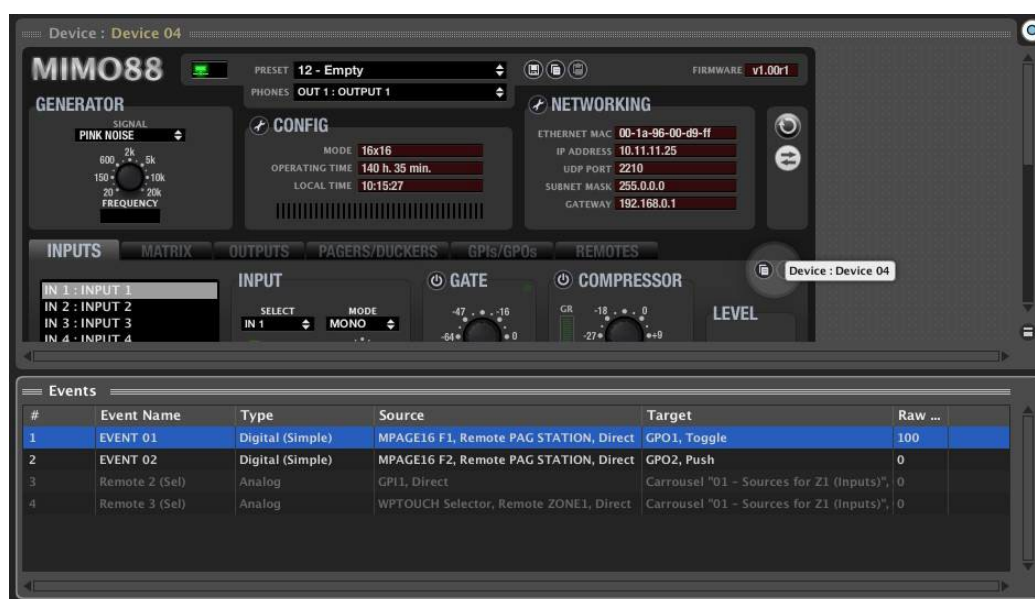 Device : Device 04
MIMO88
PRESET 12 - Empty
FIRMWARE v1.00r1
PHONES OUT 1 : OUTPUT 1
GENERATOR
SIGNAL
PINK NOISE
2k
600 5k
150 10k
20 20k
FREQUENCY
CONFIG
MODE 16x16
OPERATING TIME 140 h. 35 min.
LOCAL TIME 10:15:27
NETWORKING
ETHERNET MAC 00-1a-96-00-d9-ff
IP ADDRESS 10.11.11.25
UDP PORT 2210
SUBNET MASK 255.0.0.0
GATEWAY 192.168.0.1
INPUTS MATRIX OUTPUTS PAGERS/DUCKERS GPIs/GPOs REMOTES
Device : Device 04
IN 1 : INPUT 1
IN 2 : INPUT 2
IN 3 : INPUT 3
IN 4 : INPUT 4
INPUT
SELECT MODE
IN 1 MONO
GATE
-47 -16
-64 0
COMPRESSOR
GR -18 0
-27 +9
LEVEL
Events
# Event Name Type Source Target Raw ...
1 EVENT 01 Digital (Simple) MPAGE16 F1, Remote PAG STATION, Direct GPO1, Toggle 100
2 EVENT 02 Digital (Simple) MPAGE16 F2, Remote PAG STATION, Direct GPO2, Push 0
3 Remote 2 (Sel) Analog GPI1, Direct Carrousel "01 - Sources for Z1 (Inputs)", 0
4 Remote 3 (Sel) Analog WPTOUCH Selector, Remote ZONE1, Direct Carrousel "01 - Sources for Z1 (Inputs)", 0